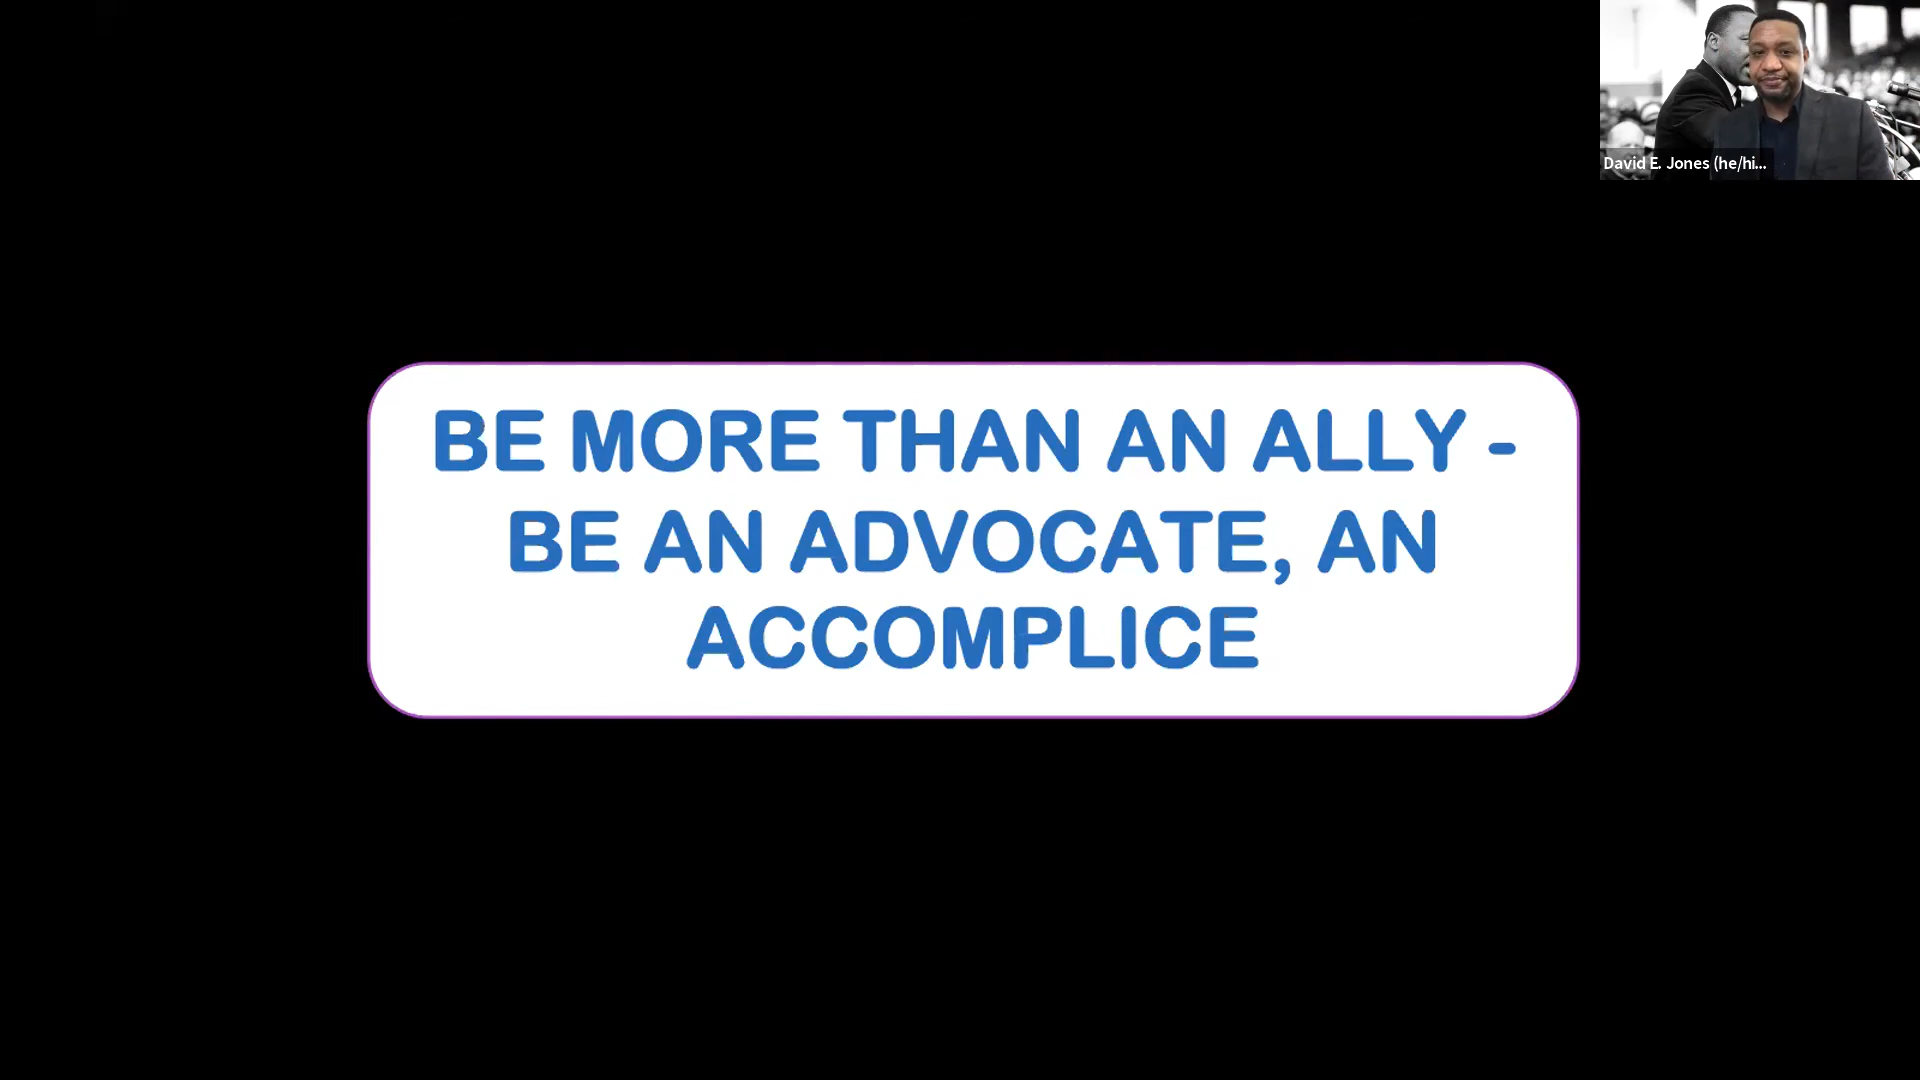 David E. Jones (he/hi...
BE MORE THAN AN ALLY -
BE AN ADVOCATE, AN
ACCOMPLICE